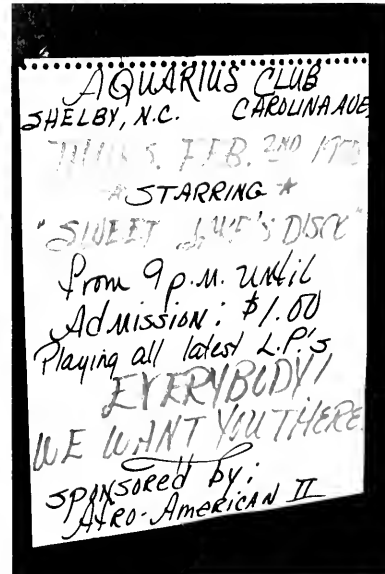 AQUARIUS CLUB
SHELBY, N.C. CAROLINA AVE.
THURS. FEB. 2ND
★ STARRING ★
"SWEET DISCO"
from 9 p.m. until
Admission: $1.00
Playing all latest L.P.'s
EVERYBODY!
WE WANT YOU THERE.
SPONSORED by:
Afro-American II